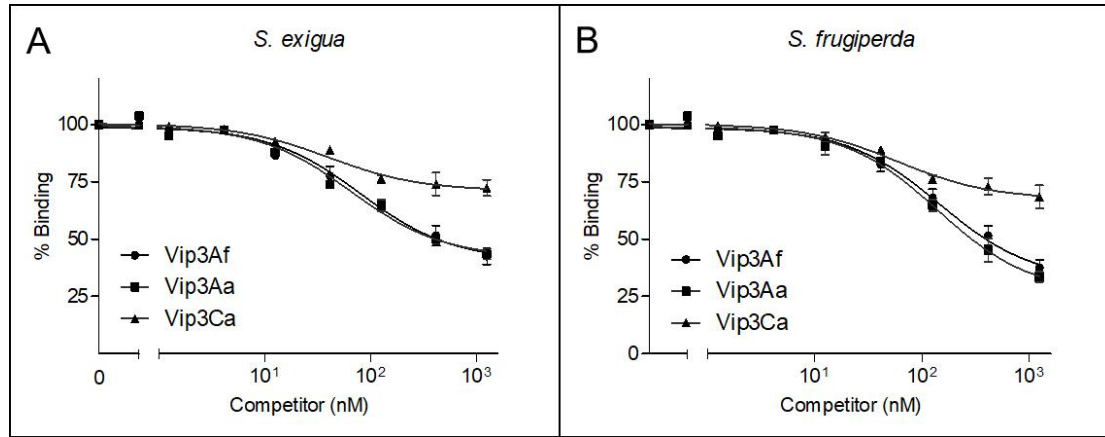 A
S. exigua
% Binding
100
75
50
25
Vip3Af
Vip3Aa
Vip3Ca
0
10¹
10²
10³
Competitor (nM)
B
S. frugiperda
% Binding
100
75
50
25
0
Vip3Af
Vip3Aa
Vip3Ca
10¹
10²
10³
Competitor (nM)